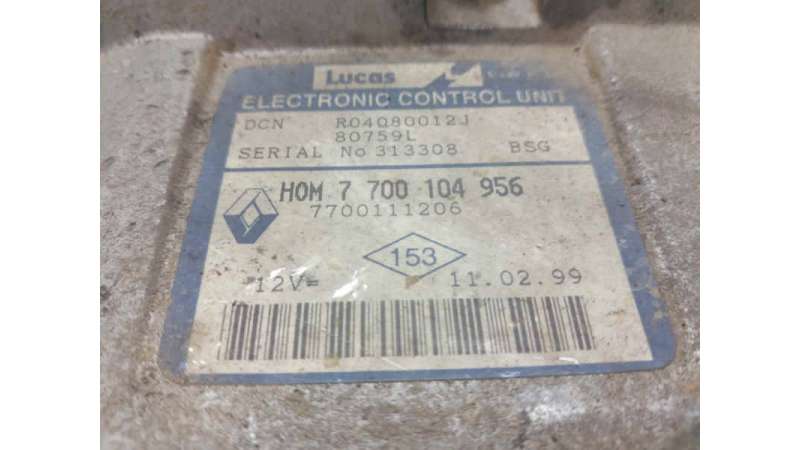 Lucas
ELECTRONIC CONTROL UNIT
DCN R04080012J
80759L
SERIAL No 313308 BSG
HOM 7 700 104 956
7700111206
153
12V= 11.02.99